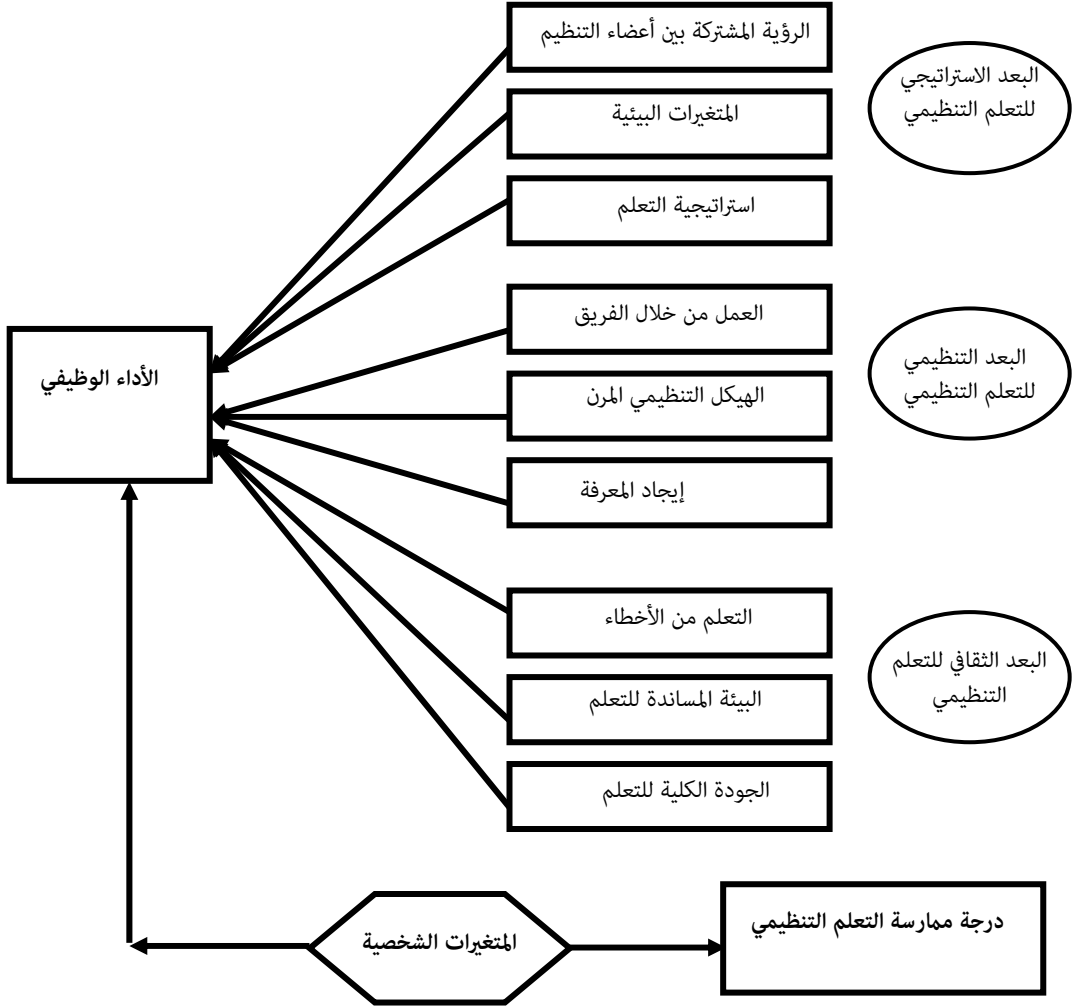 الرؤية المشتركة بين أعضاء التنظيم
البعد الاستراتيجي
للتعلم التنظيمي
المتغيرات البيئية
استراتيجية التعلم
العمل من خلال الفريق
البعد التنظيمي
للتعلم التنظيمي
الهيكل التنظيمي المرن
إيجاد المعرفة
الأداء الوظيفي
التعلم من الأخطاء
البعد الثقافي للتعلم
التنظيمي
البيئة المساندة للتعلم
الجودة الكلية للتعلم
درجة ممارسة التعلم التنظيمي
المتغيرات الشخصية